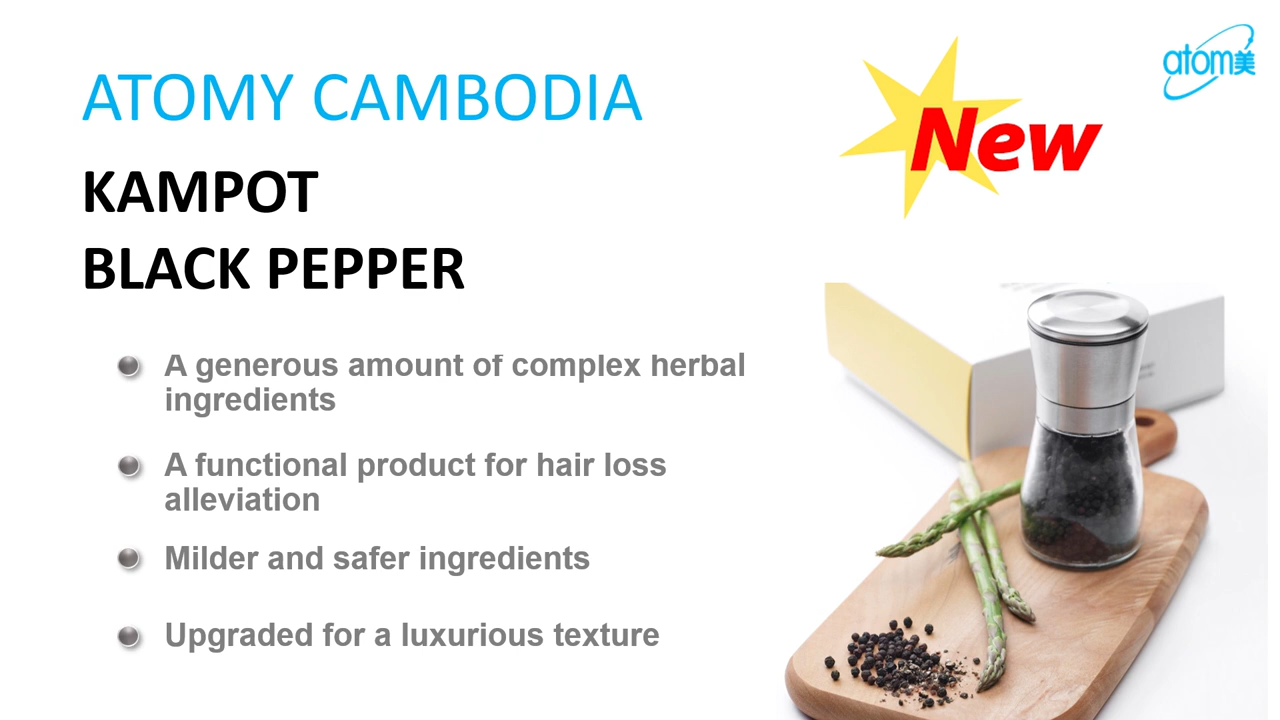 ATOMY CAMBODIA
New
atom美
KAMPOT
BLACK PEPPER
A generous amount of complex herbal
ingredients
A functional product for hair loss
alleviation
Milder and safer ingredients
Upgraded for a luxurious texture